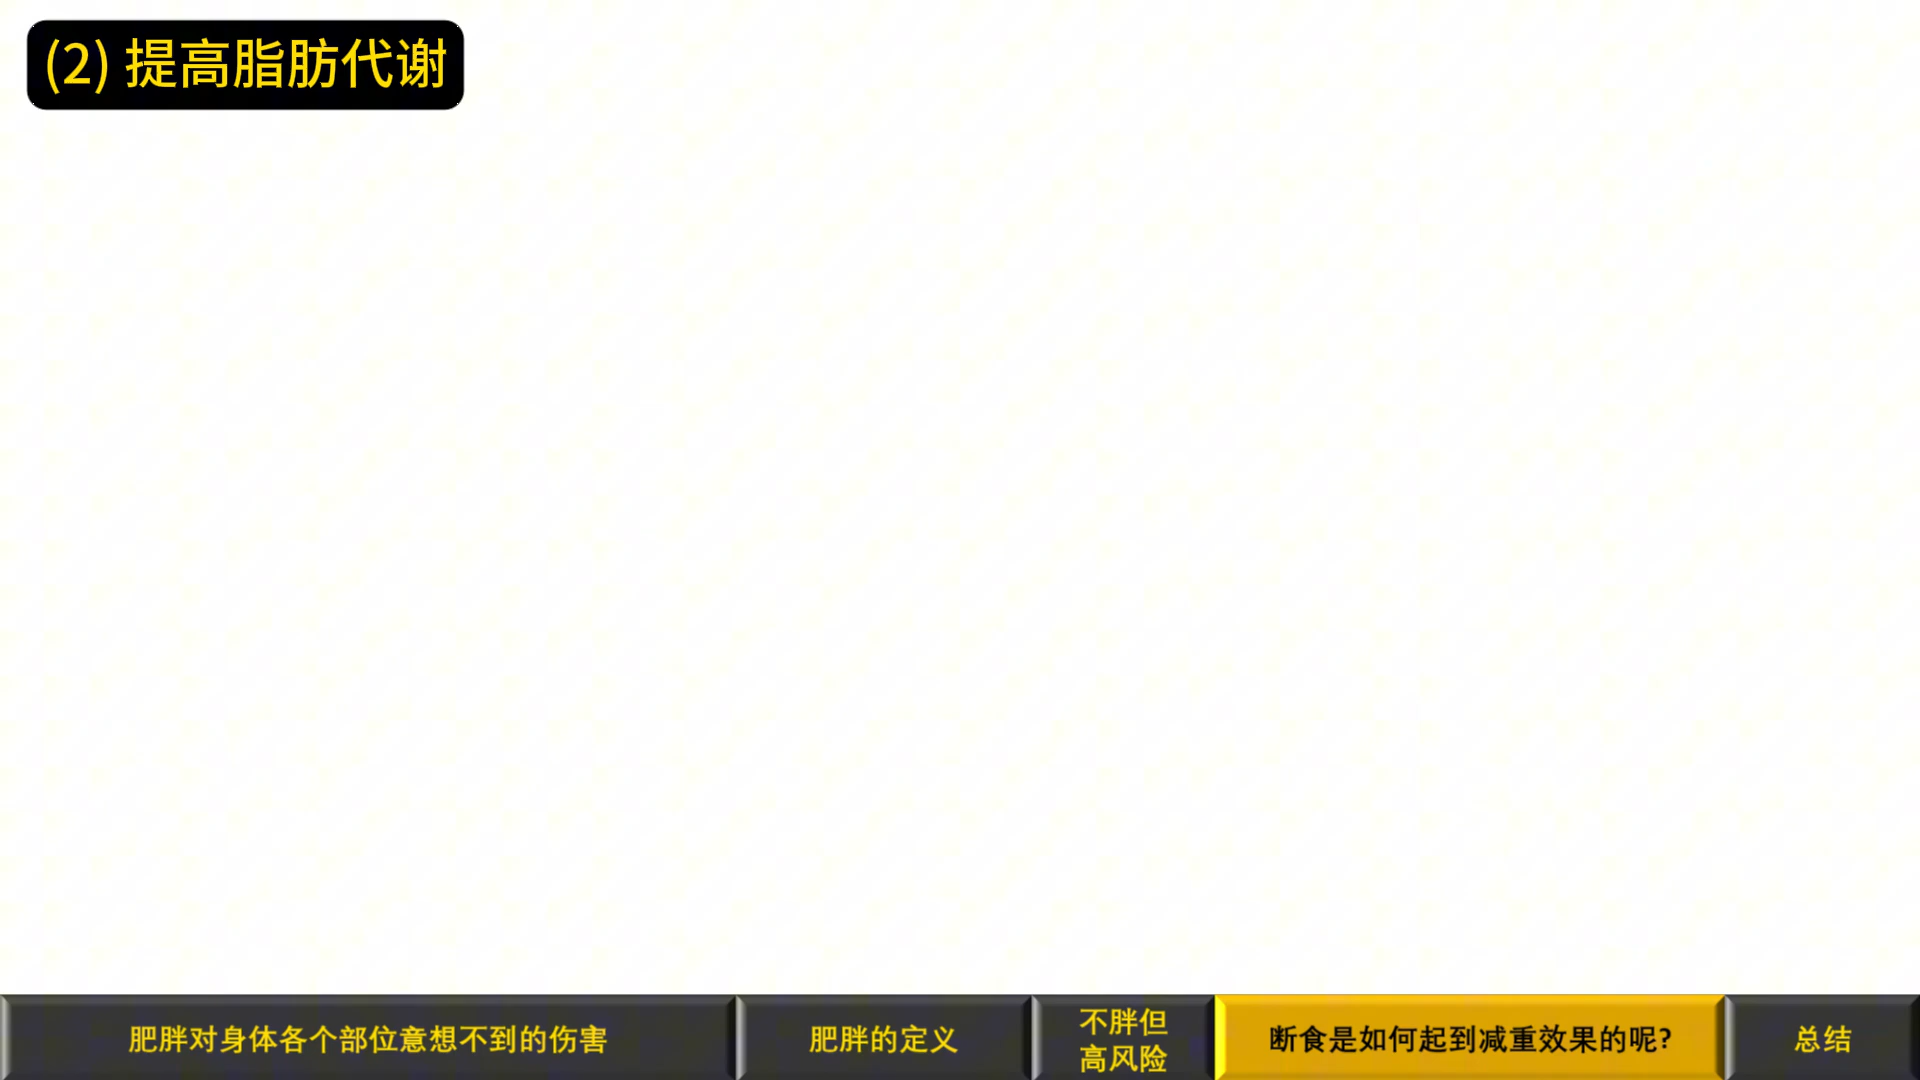 (2) 提高脂肪代谢
肥胖对身体各个部位意想不到的伤害
肥胖的定义
不胖但
高风险
断食是如何起到减重效果的呢?
总结